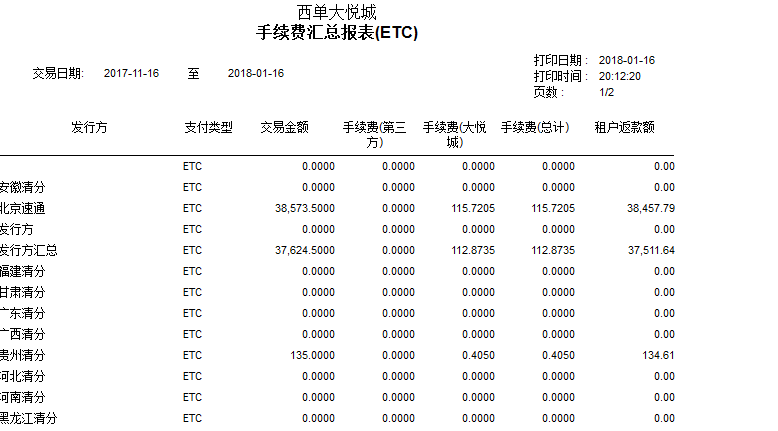 西单大悦城
手续费汇总报表(ETC)
打印日期： 2018-01-16
交易日期: 2017-11-16 至 2018-01-16
打印时间： 20:12:20
页数： 1/2
发行方 支付类型 交易金额 手续费(第三方) 手续费(大悦城) 手续费(总计) 租户返款额
ETC 0.0000 0.0000 0.0000 0.0000 0.00
安徽清分 ETC 0.0000 0.0000 0.0000 0.0000 0.00
北京速通 ETC 38,573.5000 0.0000 115.7205 115.7205 38,457.79
发行方 ETC 0.0000 0.0000 0.0000 0.0000 0.00
发行方汇总 ETC 37,624.5000 0.0000 112.8735 112.8735 37,511.64
福建清分 ETC 0.0000 0.0000 0.0000 0.0000 0.00
甘肃清分 ETC 0.0000 0.0000 0.0000 0.0000 0.00
广东清分 ETC 0.0000 0.0000 0.0000 0.0000 0.00
广西清分 ETC 0.0000 0.0000 0.0000 0.0000 0.00
贵州清分 ETC 135.0000 0.0000 0.4050 0.4050 134.61
河北清分 ETC 0.0000 0.0000 0.0000 0.0000 0.00
河南清分 ETC 0.0000 0.0000 0.0000 0.0000 0.00
黑龙江清分 ETC 0.0000 0.0000 0.0000 0.0000 0.00